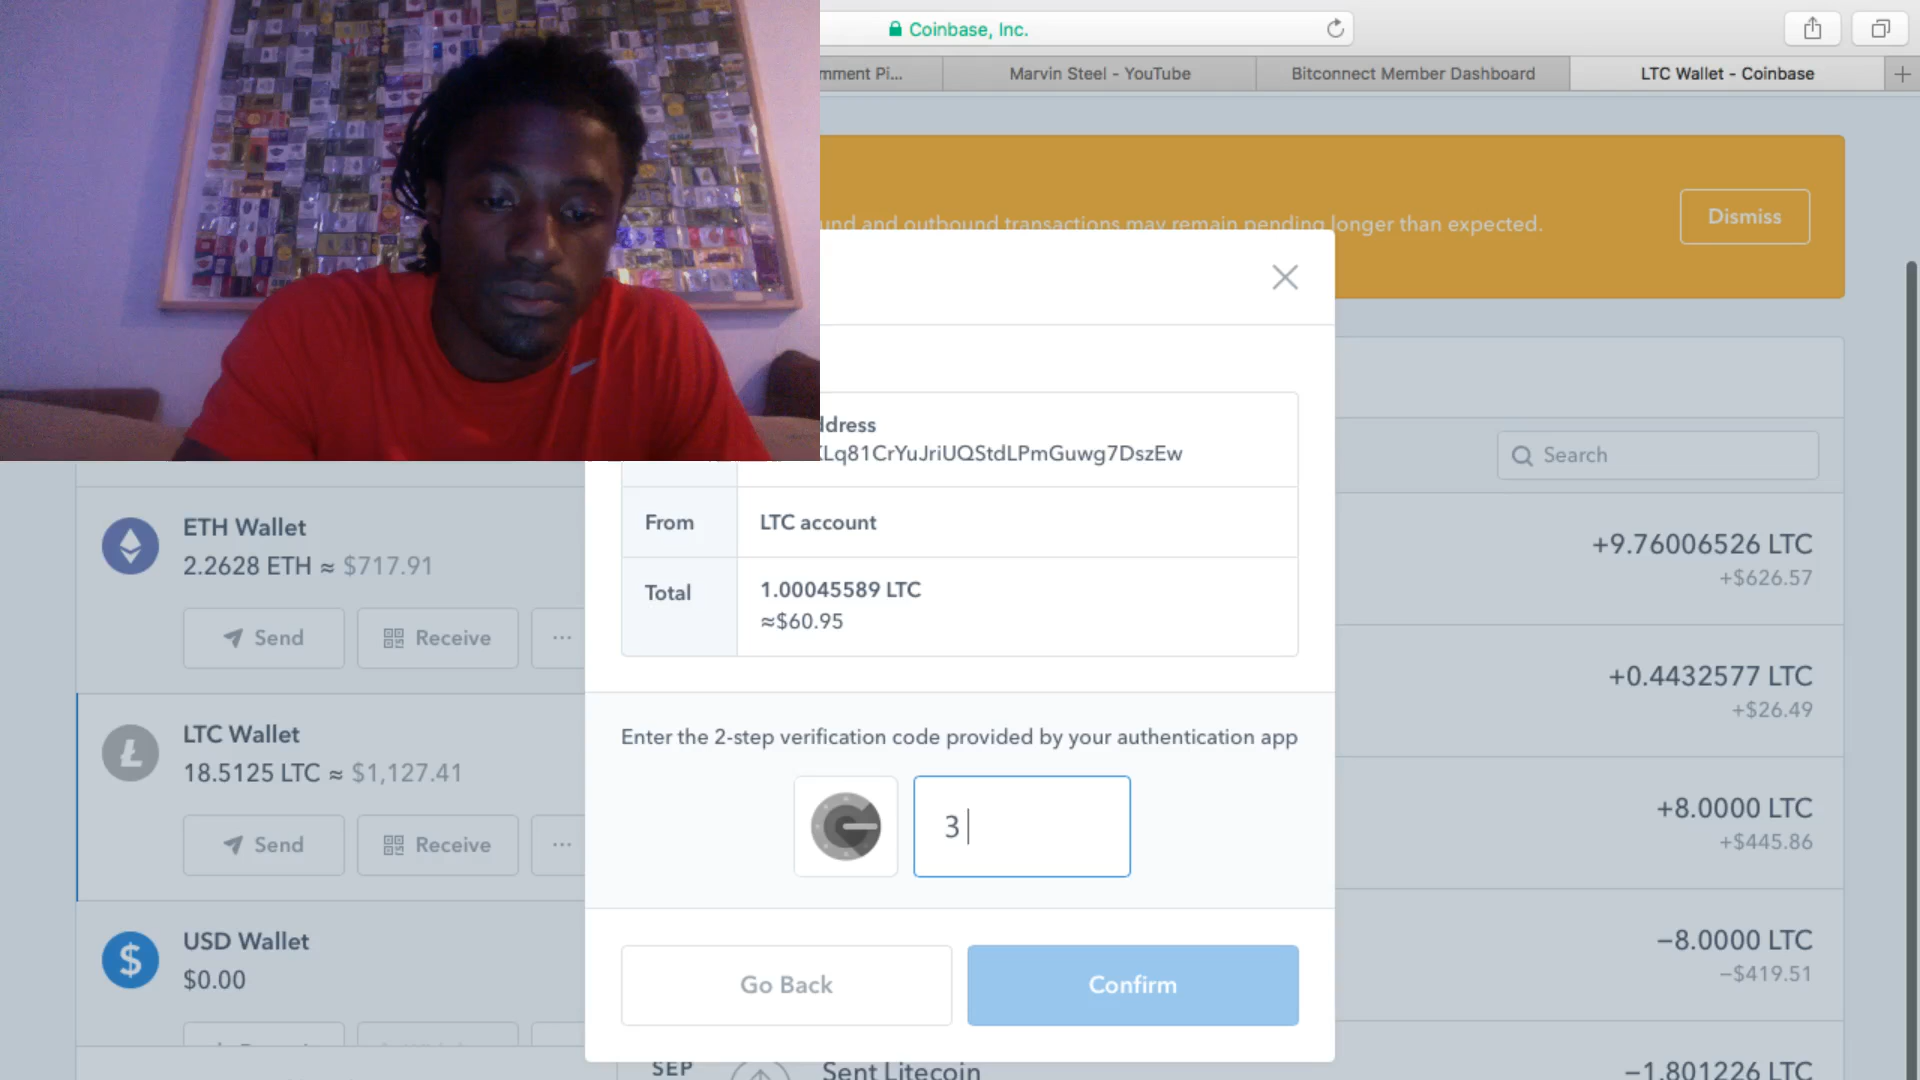 Coinbase, Inc.
mment Pi...
Marvin Steel - YouTube
Bitconnect Member Dashboard
LTC Wallet - Coinbase
und and outbound transactions may remain pending longer than expected.
Dismiss
ddress
Lq81CrYuJriUQStdLPmGuwg7DszEw
Search
From
LTC account
Total
1.00045589 LTC
≈$60.95
Enter the 2-step verification code provided by your authentication app
3
Go Back
Confirm
ETH Wallet
2.2628 ETH ≈ $717.91
Send
Receive
...
LTC Wallet
18.5125 LTC ≈ $1,127.41
Send
Receive
...
USD Wallet
$0.00
+9.76006526 LTC
+$626.57
+0.4432577 LTC
+$26.49
+8.0000 LTC
+$445.86
−8.0000 LTC
−$419.51
SEP
Sent Litecoin
−1.801226 LTC